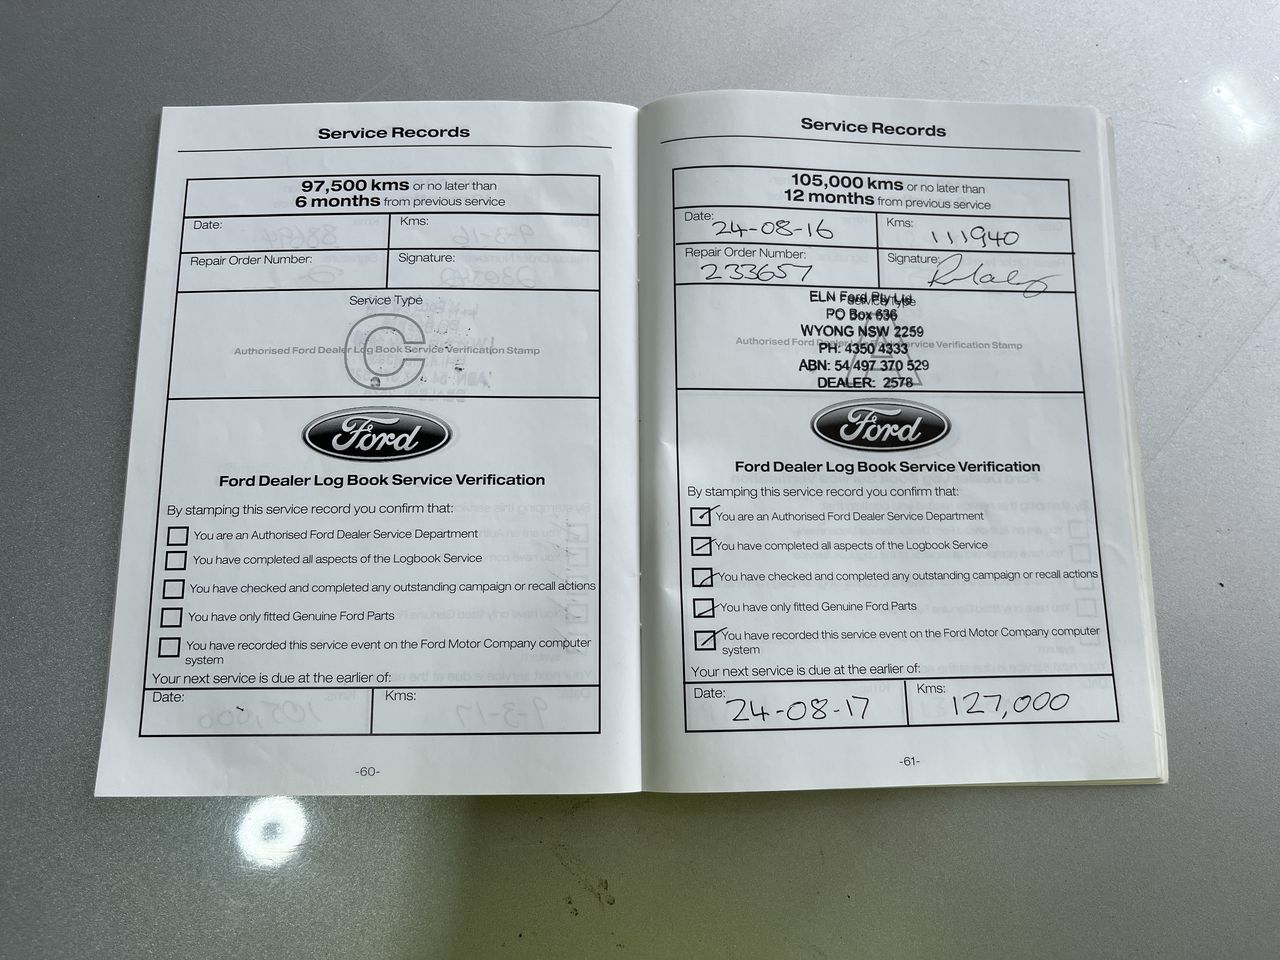 Service Records
97,500 kms or no later than
6 months from previous service
Date:
Kms:
Repair Order Number:
Signature:
Service Type
C
Authorised Ford Dealer Log Book Service Verification Stamp
Ford
Ford Dealer Log Book Service Verification
By stamping this service record you confirm that:
You are an Authorised Ford Dealer Service Department
You have completed all aspects of the Logbook Service
You have checked and completed any outstanding campaign or recall actions
You have only fitted Genuine Ford Parts
You have recorded this service event on the Ford Motor Company computer
system
Your next service is due at the earlier of:
Date:
Kms:
-60-
Service Records
105,000 kms or no later than
12 months from previous service
Date: 24-08-16
Kms: 111940
Repair Order Number: 233657
Signature:
Service Type
ELN Ford Pty Ltd
PO Box 636
WYONG NSW 2259
Authorised Ford Dealer Log Book Service Verification Stamp
A
PH: 4350 4333
ABN: 54 497 370 529
DEALER: 2578
Ford
Ford Dealer Log Book Service Verification
By stamping this service record you confirm that:
You are an Authorised Ford Dealer Service Department
You have completed all aspects of the Logbook Service
You have checked and completed any outstanding campaign or recall actions
You have only fitted Genuine Ford Parts
You have recorded this service event on the Ford Motor Company computer
system
Your next service is due at the earlier of:
Date: 24-08-17
Kms: 127,000
-61-